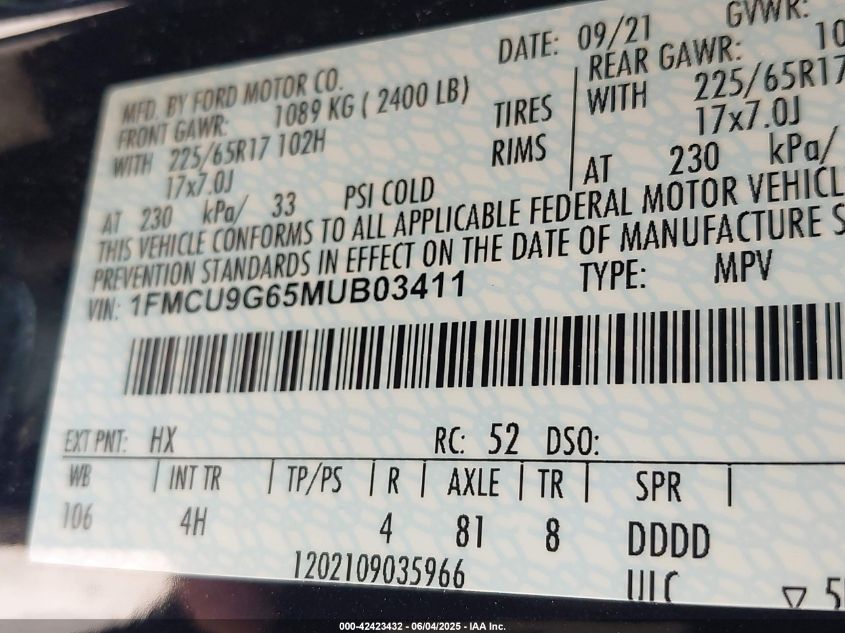 DATE: 09/21 GVWR:
MFD. BY FORD MOTOR CO.
FRONT GAWR: 1089 KG ( 2400 LB) REAR GAWR: 10
WITH 225/65R17 102H TIRES WITH 225/65R17
17x7.0J RIMS 17x7.0J
AT 230 kPa/ 33 PSI COLD AT 230 kPa/
THIS VEHICLE CONFORMS TO ALL APPLICABLE FEDERAL MOTOR VEHICL
PREVENTION STANDARDS IN EFFECT ON THE DATE OF MANUFACTURE S
VIN: 1FMCU9G65MUB03411 TYPE: MPV
EXT PNT: HX RC: 52 DSO:
WB | INT TR | TP/PS | R | AXLE | TR | SPR |
106 4H 4 81 8 DDDD
1202109035966 ULC ▽ 5
000-42423432 - 06/04/2025 - IAA Inc.